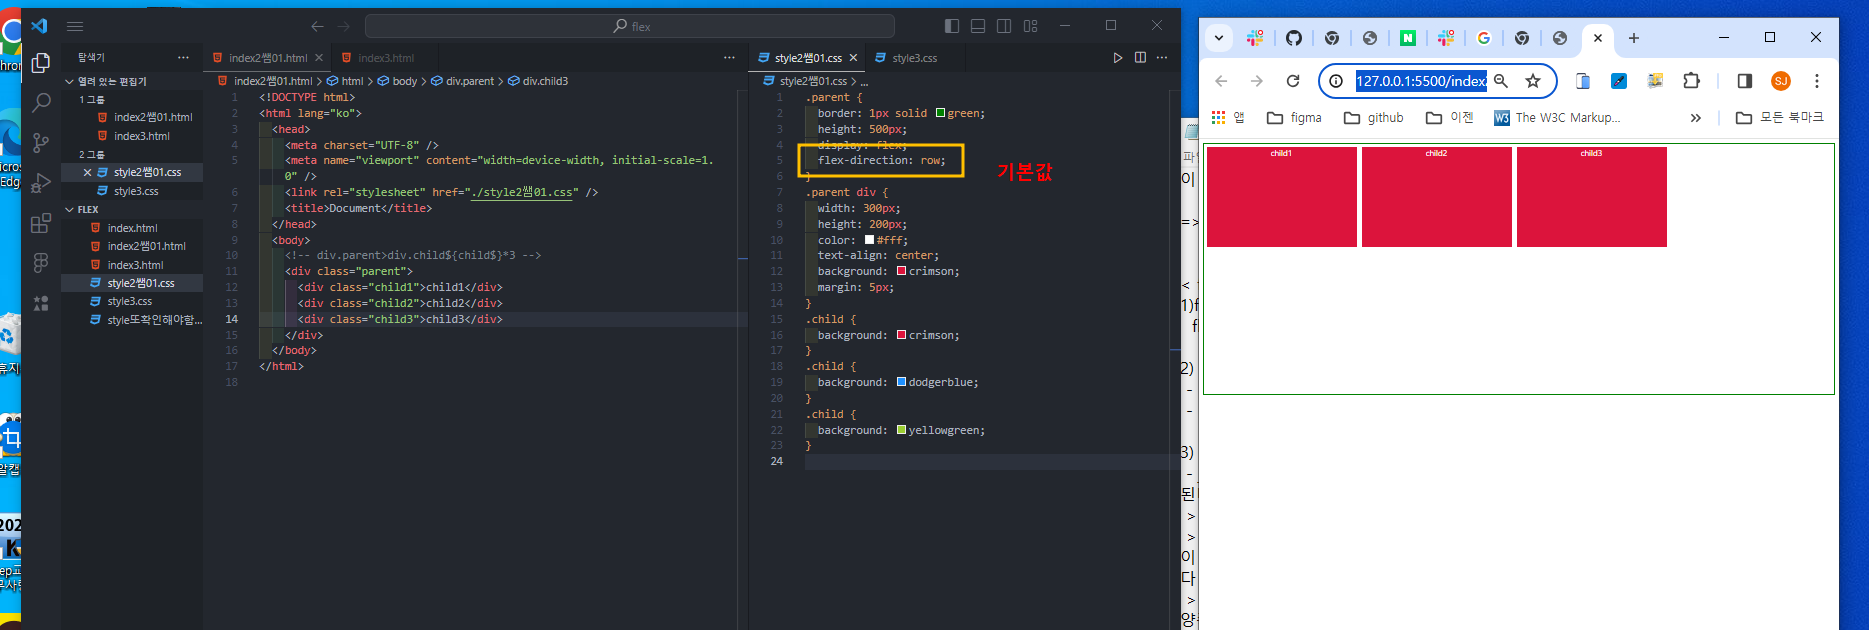 flex
탐색기
열려 있는 편집기
1 그룹
index2쌤01.html
index3.html
2 그룹
style2쌤01.css
style3.css
FLEX
index.html
index2쌤01.html
index3.html
style2쌤01.css
style3.css
style또확인해야함...
index2쌤01.html
index3.html
index2쌤01.html > html > body > div.parent > div.child3
1 <!DOCTYPE html>
2 <html lang="ko">
3 <head>
4 <meta charset="UTF-8" />
5 <meta name="viewport" content="width=device-width, initial-scale=1.
0" />
6 <link rel="stylesheet" href="./style2쌤01.css" />
7 <title>Document</title>
8 </head>
9 <body>
10 <!-- div.parent>div.child${child$}*3 -->
11 <div class="parent">
12 <div class="child1">child1</div>
13 <div class="child2">child2</div>
14 <div class="child3">child3</div>
15 </div>
16 </body>
17 </html>
18
style2쌤01.css
style3.css
style2쌤01.css > ...
1 .parent {
2 border: 1px solid green;
3 height: 500px;
4 display: flex;
5 flex-direction: row;
6 }
7 .parent div {
8 width: 300px;
9 height: 200px;
10 color: #fff;
11 text-align: center;
12 background: crimson;
13 margin: 5px;
14 }
15 .child {
16 background: crimson;
17 }
18 .child {
19 background: dodgerblue;
20 }
21 .child {
22 background: yellowgreen;
23 }
24
기본값
127.0.0.1:5500/index
SJ
앱 figma github 이젠 W3 The W3C Markup... » 모든 북마크
child1 child2 child3